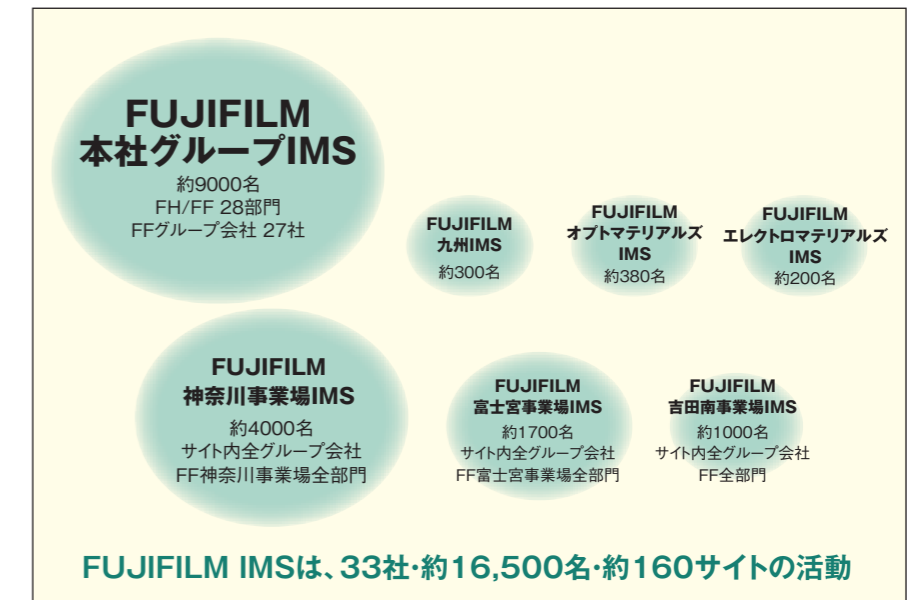 FUJIFILM
本社グループIMS
約9000名
FH/FF 28部門
FFグループ会社 27社
FUJIFILM
九州IMS
約300名
FUJIFILM
オプトマテリアルズ
IMS
約380名
FUJIFILM
エレクトロマテリアルズ
IMS
約200名
FUJIFILM
神奈川事業場IMS
約4000名
サイト内全グループ会社
FF神奈川事業場全部門
FUJIFILM
富士宮事業場IMS
約1700名
サイト内全グループ会社
FF富士宮事業場全部門
FUJIFILM
吉田南事業場IMS
約1000名
サイト内全グループ会社
FF全部門
FUJIFILM IMSは、33社・約16,500名・約160サイトの活動